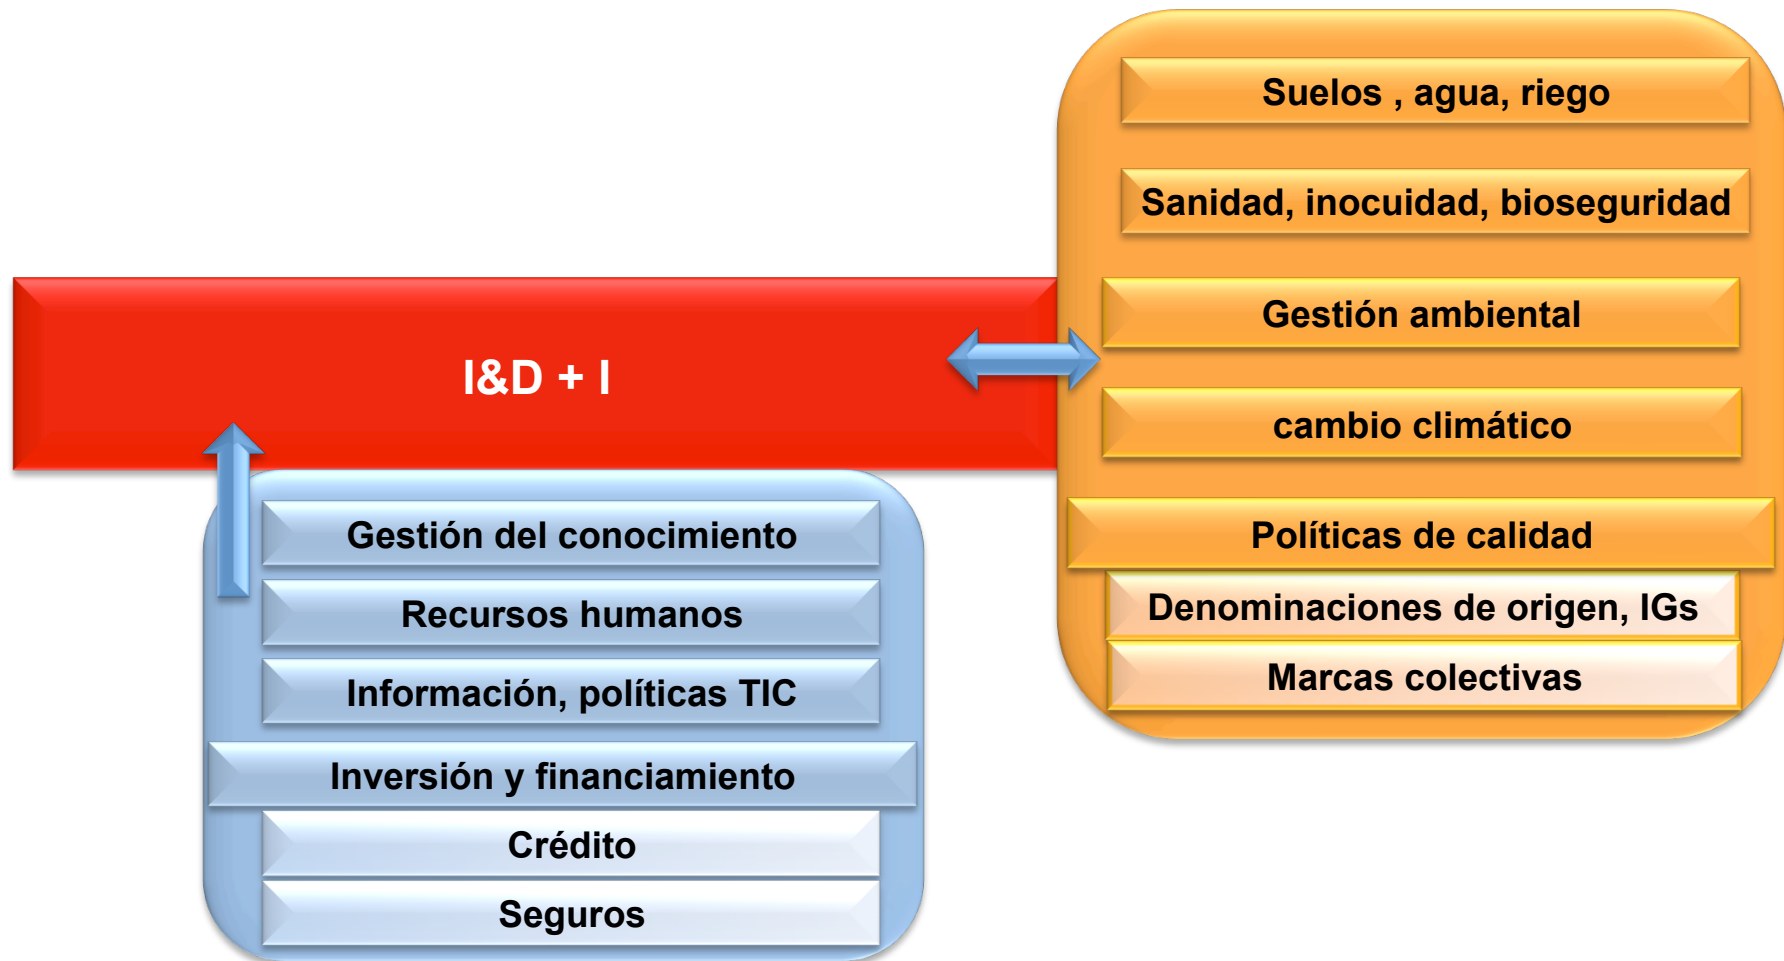 I&D + I
Gestión del conocimiento
Recursos humanos
Información, políticas TIC
Inversión y financiamiento
Crédito
Seguros
Suelos , agua, riego
Sanidad, inocuidad, bioseguridad
Gestión ambiental
cambio climático
Políticas de calidad
Denominaciones de origen, IGs
Marcas colectivas